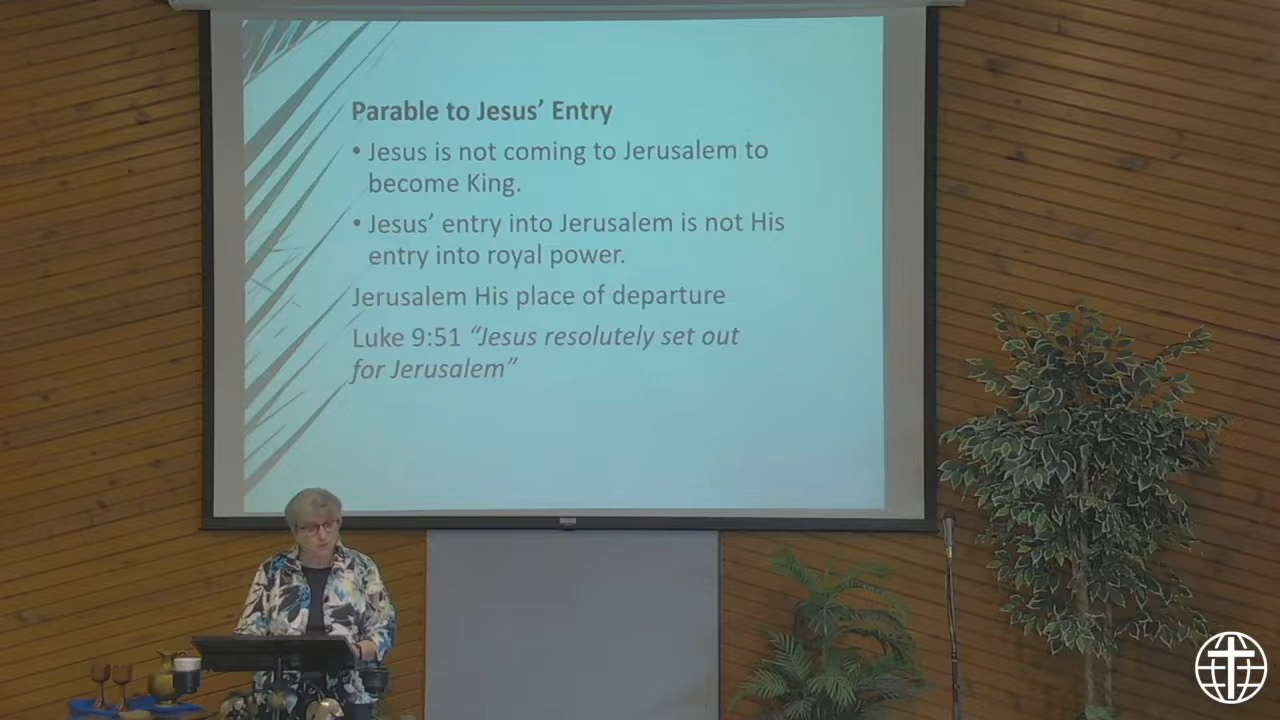 Parable to Jesus’ Entry
• Jesus is not coming to Jerusalem to
become King.
• Jesus’ entry into Jerusalem is not His
entry into royal power.
Jerusalem His place of departure
Luke 9:51 “Jesus resolutely set out
for Jerusalem”